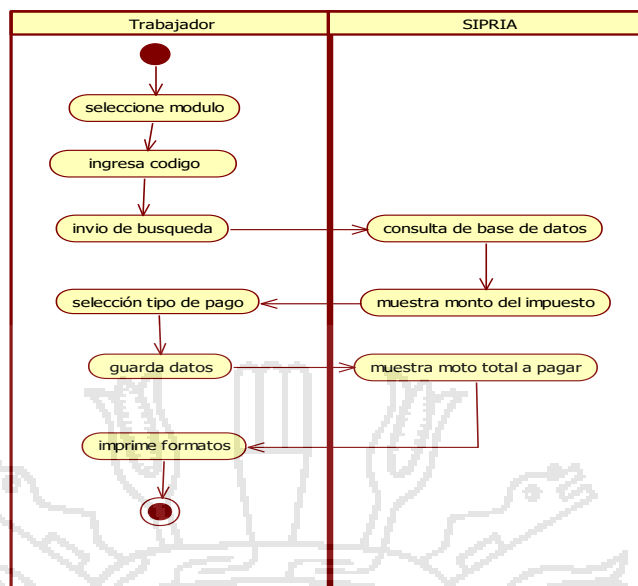 Trabajador
SIPRIA
seleccione modulo
ingresa codigo
invio de busqueda
consulta de base de datos
selección tipo de pago
muestra monto del impuesto
guarda datos
muestra moto total a pagar
imprime formatos